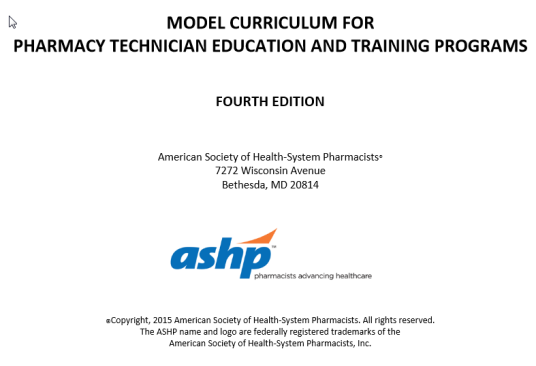 MODEL CURRICULUM FOR
PHARMACY TECHNICIAN EDUCATION AND TRAINING PROGRAMS
FOURTH EDITION
American Society of Health-System Pharmacists®
7272 Wisconsin Avenue
Bethesda, MD 20814
ashp™
pharmacists advancing healthcare
©Copyright, 2015 American Society of Health-System Pharmacists. All rights reserved.
The ASHP name and logo are federally registered trademarks of the
American Society of Health-System Pharmacists, Inc.